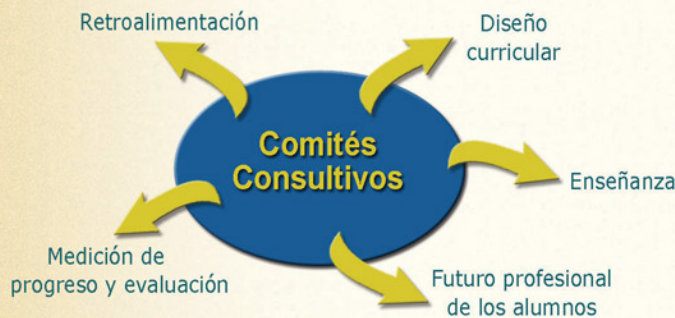 Retroalimentación
Diseño
curricular
Comités
Consultivos
Enseñanza
Medición de
progreso y evaluación
Futuro profesional
de los alumnos